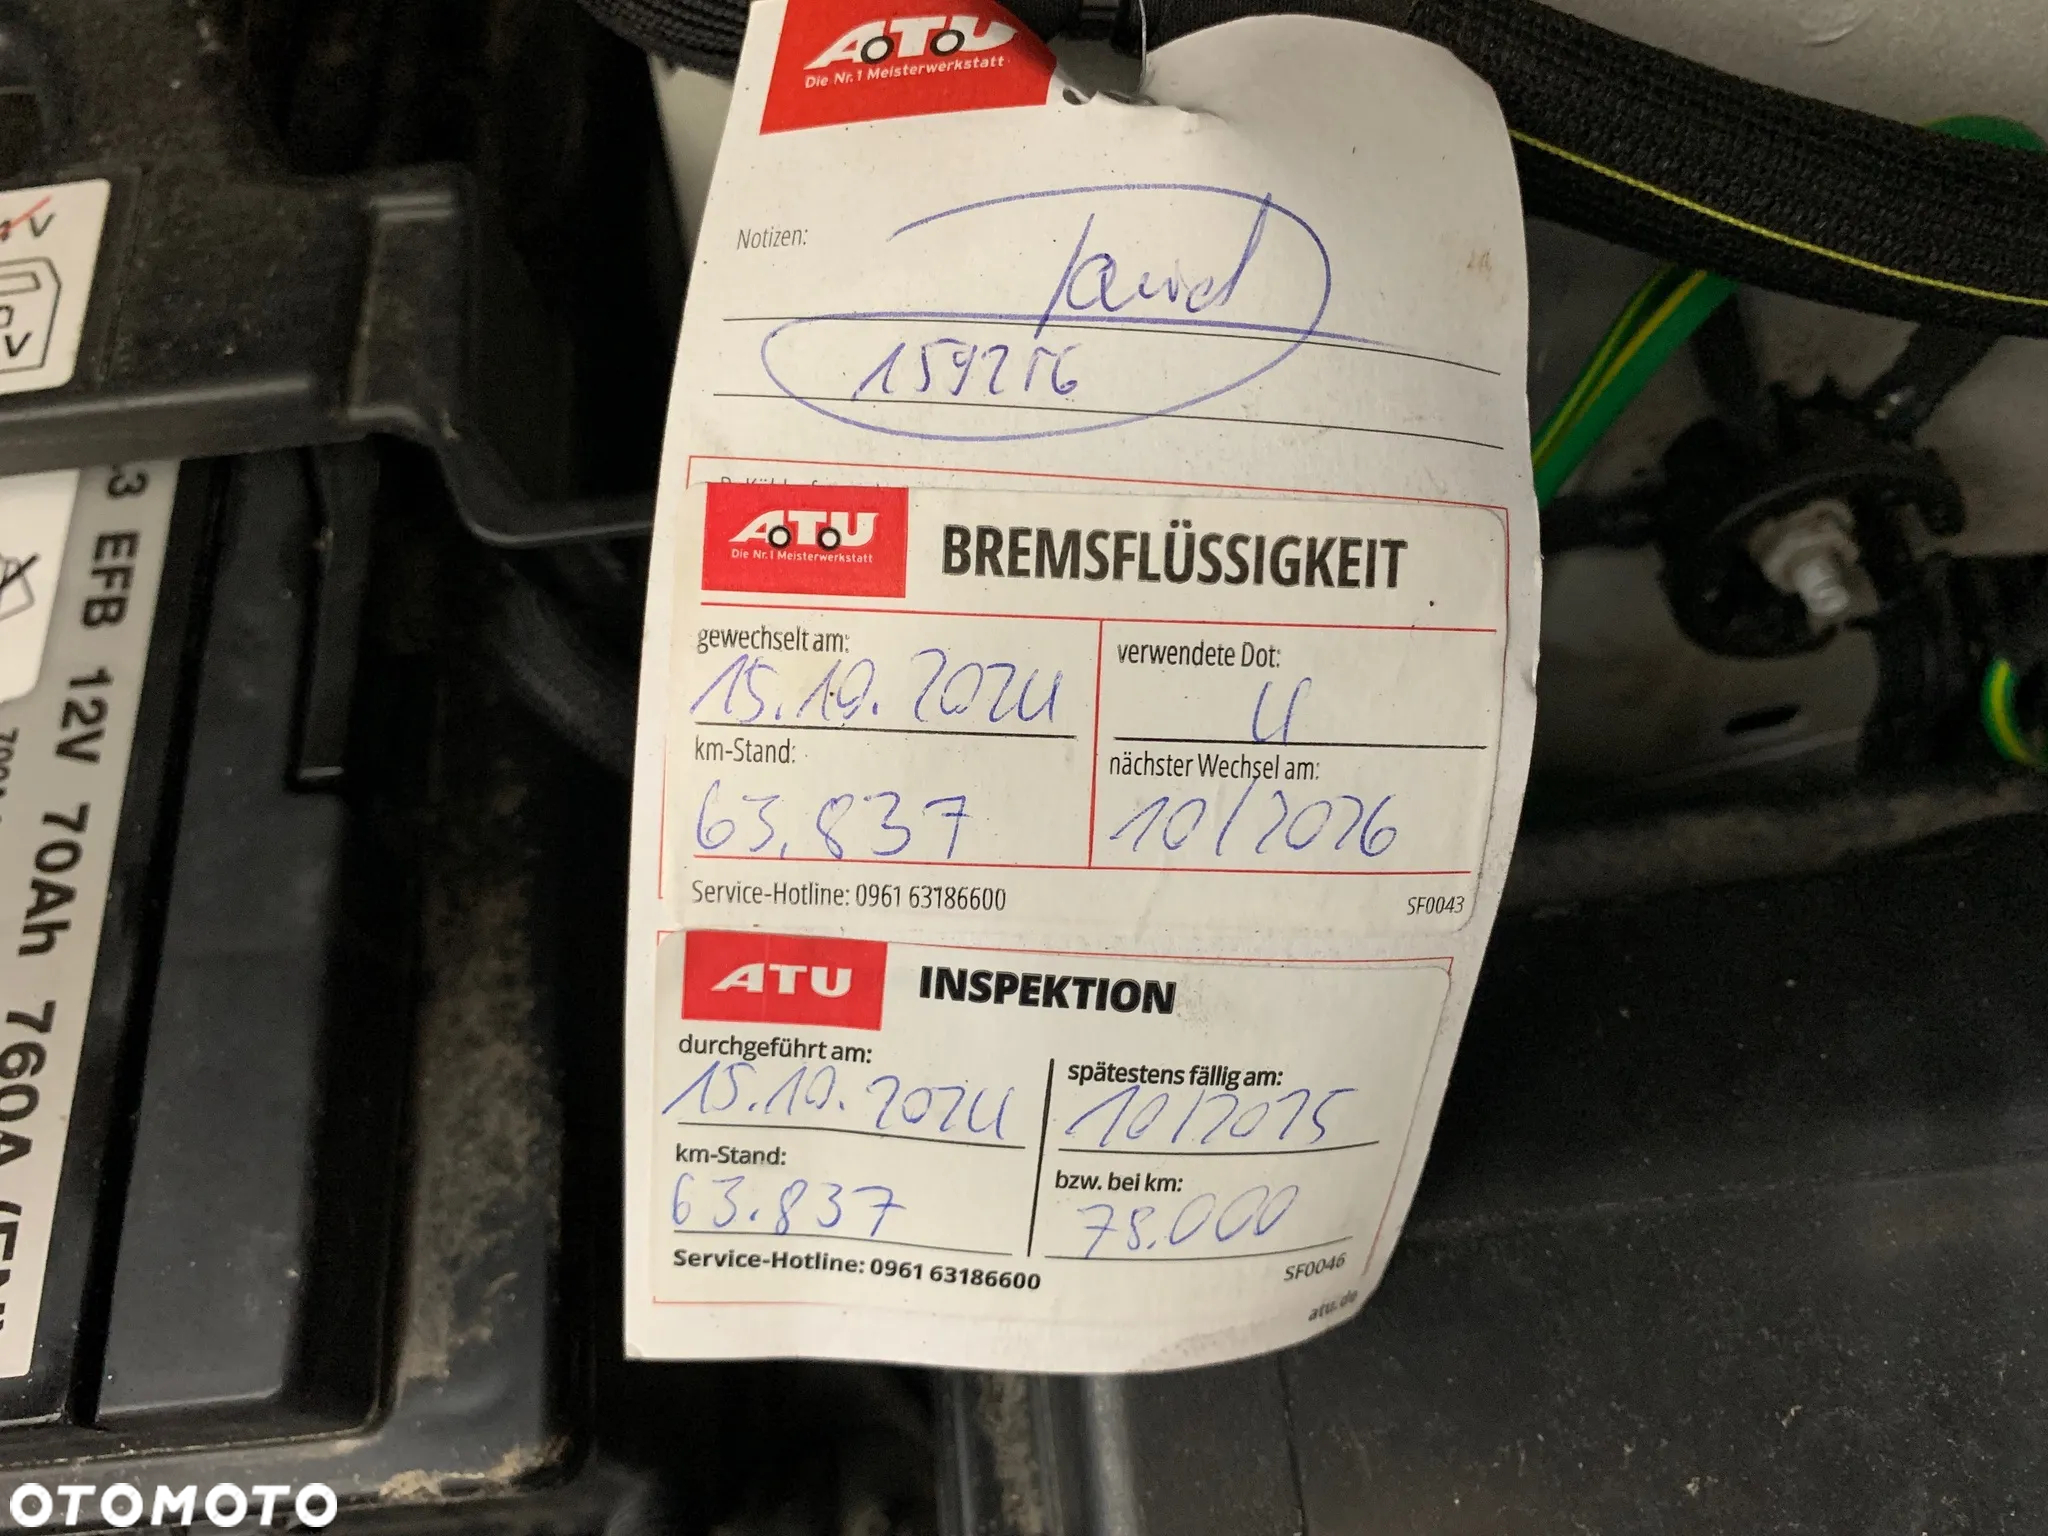 ATU
Die Nr. 1 Meisterwerkstatt
Notizen:
159256
ATU
Die Nr. 1 Meisterwerkstatt
BREMSFLÜSSIGKEIT
gewechselt am:
15.10.2024
verwendete Dot:
4
km-Stand:
63.837
nächster Wechsel am:
10/2026
Service-Hotline: 0961 63186600
SF0043
ATU
INSPEKTION
durchgeführt am:
15.10.2024
spätestens fällig am:
10/2025
km-Stand:
63.837
bzw. bei km:
78.000
Service-Hotline: 0961 63186600
SF0046
atu.de
EFB 12V 70Ah 760A
OTOMOTO